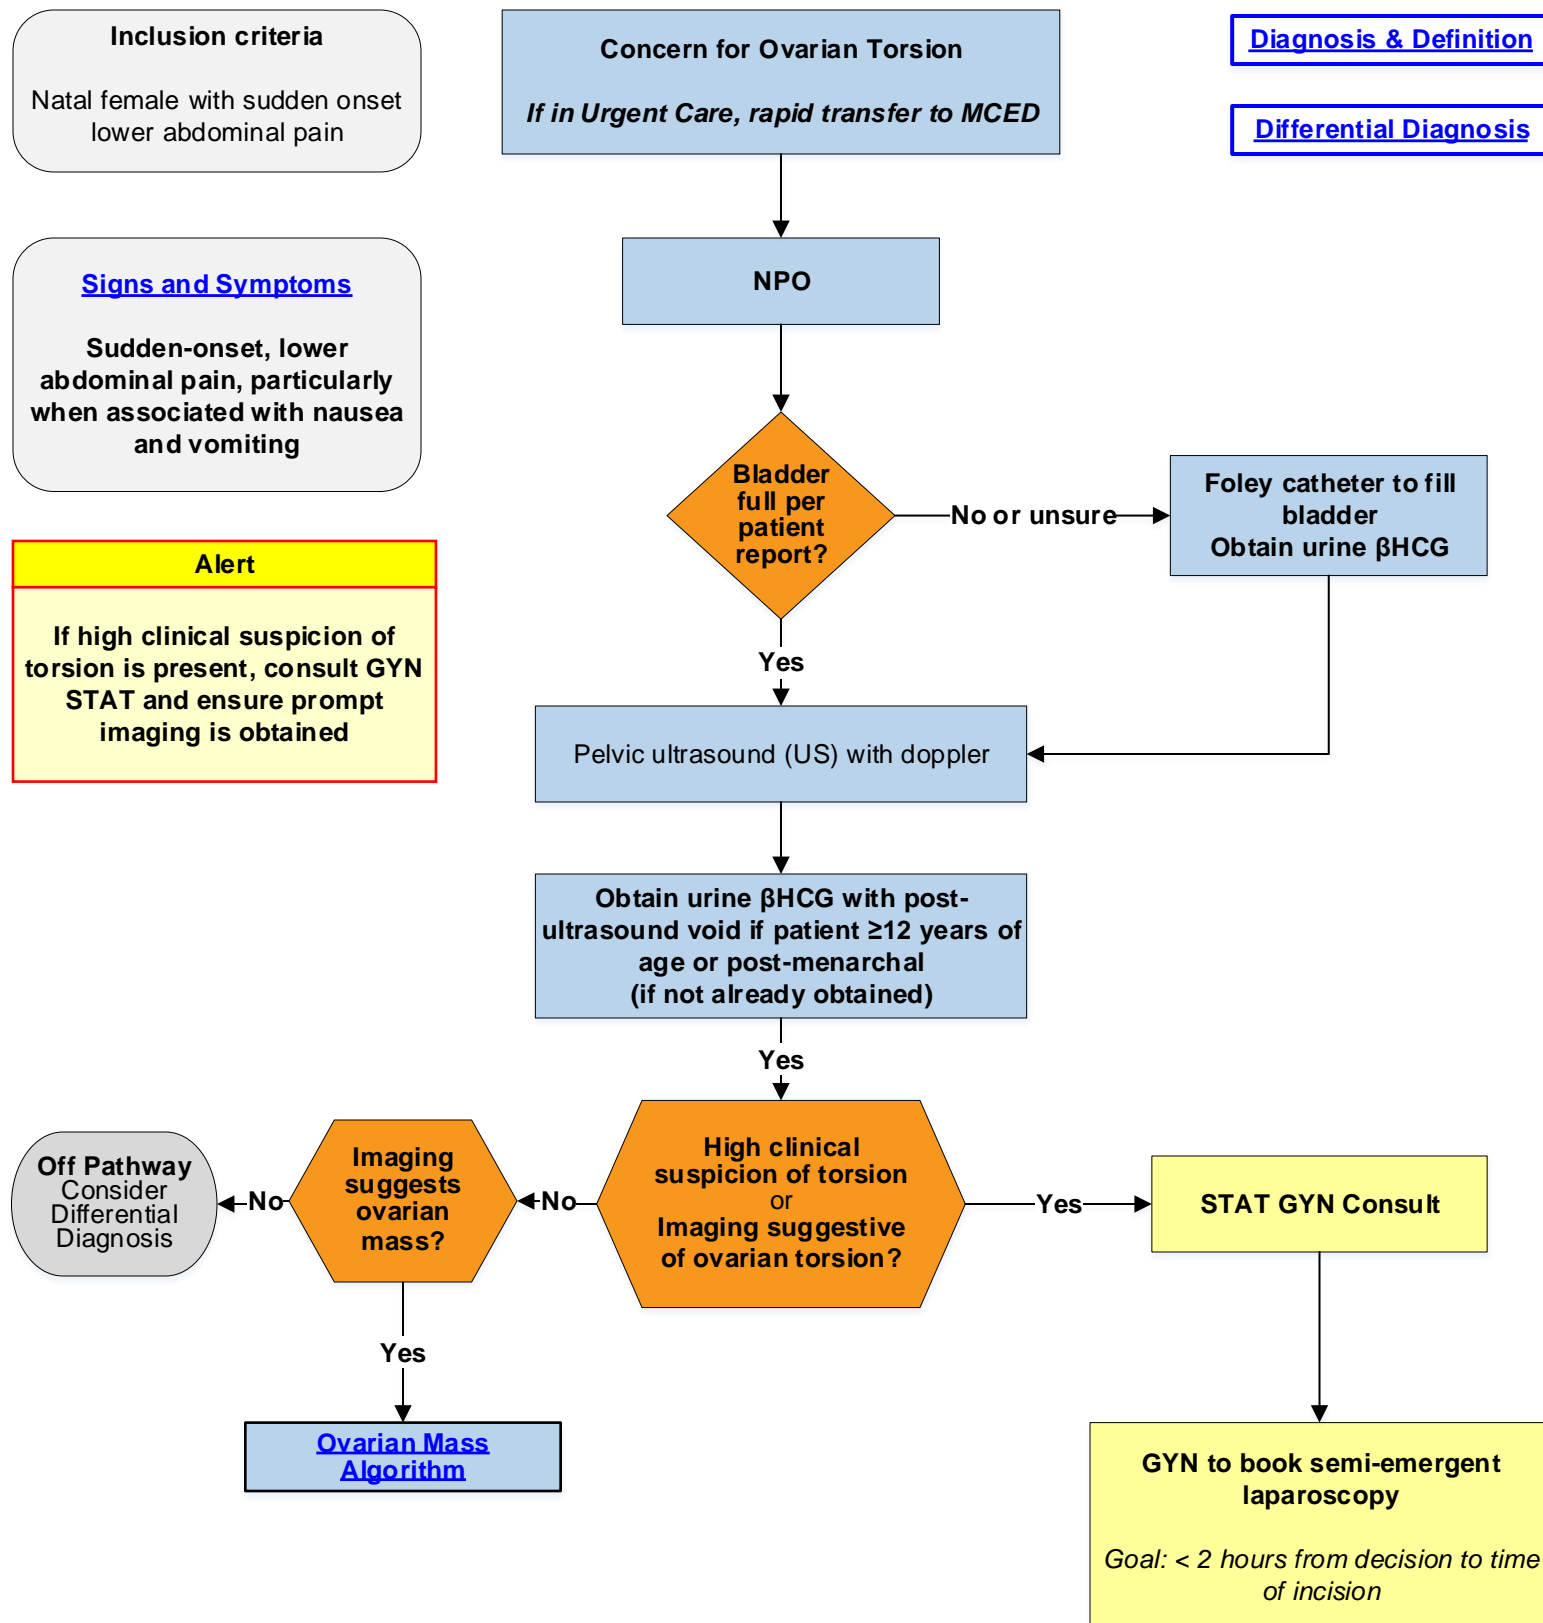 Inclusion criteria
Natal female with sudden onset
lower abdominal pain
Concern for Ovarian Torsion
If in Urgent Care, rapid transfer to MCED
Diagnosis & Definition
Differential Diagnosis
Signs and Symptoms
Sudden-onset, lower
abdominal pain, particularly
when associated with nausea
and vomiting
NPO
Bladder
full per
patient
report?
No or unsure
Foley catheter to fill
bladder
Obtain urine βHCG
Alert
If high clinical suspicion of
torsion is present, consult GYN
STAT and ensure prompt
imaging is obtained
Yes
Pelvic ultrasound (US) with doppler
Obtain urine βHCG with post-
ultrasound void if patient ≥12 years of
age or post-menarchal
(if not already obtained)
Yes
Off Pathway
Consider
Differential
Diagnosis
No
Imaging
suggests
ovarian
mass?
No
High clinical
suspicion of torsion
or
Imaging suggestive
of ovarian torsion?
Yes
STAT GYN Consult
Yes
Ovarian Mass
Algorithm
GYN to book semi-emergent
laparoscopy
Goal: < 2 hours from decision to time
of incision